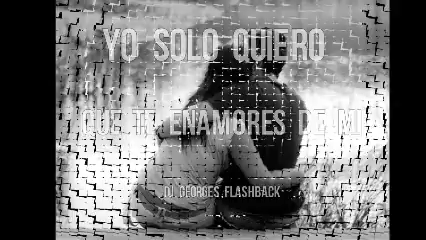 YO SOLO QUIERO
QUE TE ENAMORES DE MI
DJ GEORGES FLASHBACK